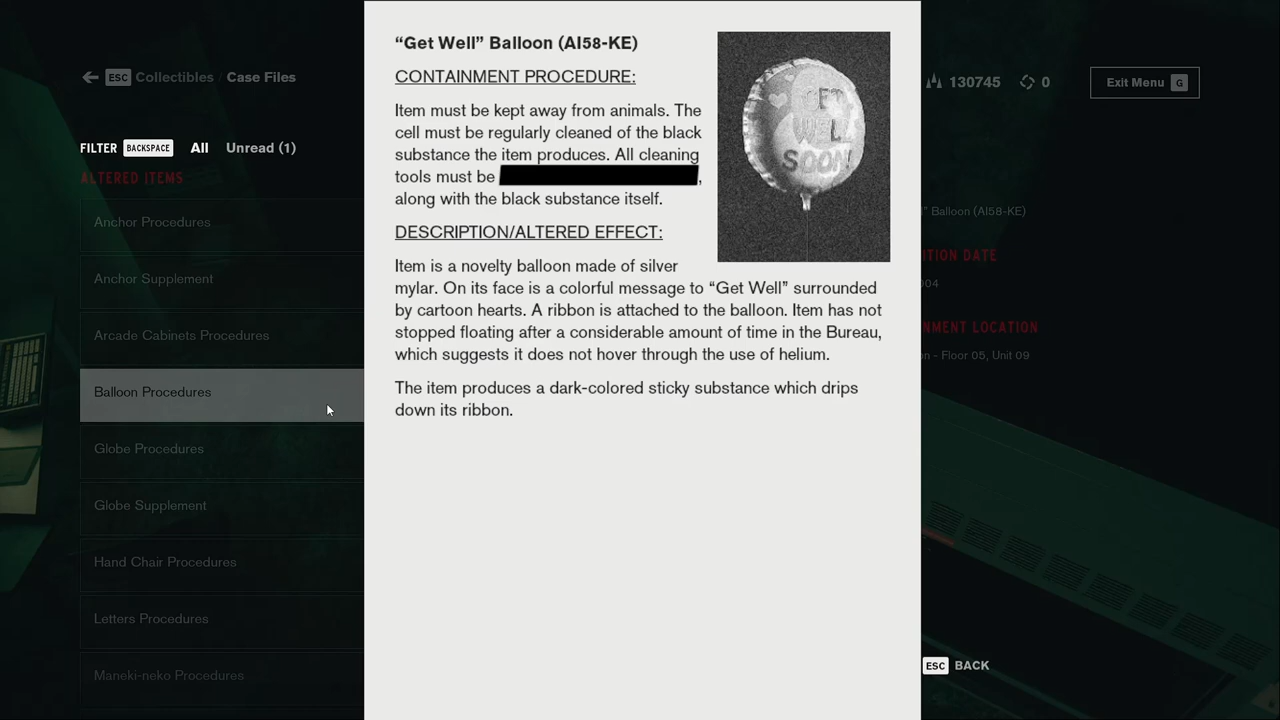 “Get Well” Balloon (AI58-KE)
CONTAINMENT PROCEDURE:
Item must be kept away from animals. The
cell must be regularly cleaned of the black
substance the item produces. All cleaning
tools must be ,
along with the black substance itself.
DESCRIPTION/ALTERED EFFECT:
Item is a novelty balloon made of silver
mylar. On its face is a colorful message to “Get Well” surrounded
by cartoon hearts. A ribbon is attached to the balloon. Item has not
stopped floating after a considerable amount of time in the Bureau,
which suggests it does not hover through the use of helium.
The item produces a dark-colored sticky substance which drips
down its ribbon.
GET
WELL
SOON
ESC Collectibles / Case Files
FILTER BACKSPACE All Unread (1)
ALTERED ITEMS
Anchor Procedures
Anchor Supplement
Arcade Cabinets Procedures
Balloon Procedures
Globe Procedures
Globe Supplement
Hand Chair Procedures
Letters Procedures
Maneki-neko Procedures
130745 0 Exit Menu G
” Balloon (AI58-KE)
ITION DATE
004
NMENT LOCATION
n - Floor 05, Unit 09
ESC BACK